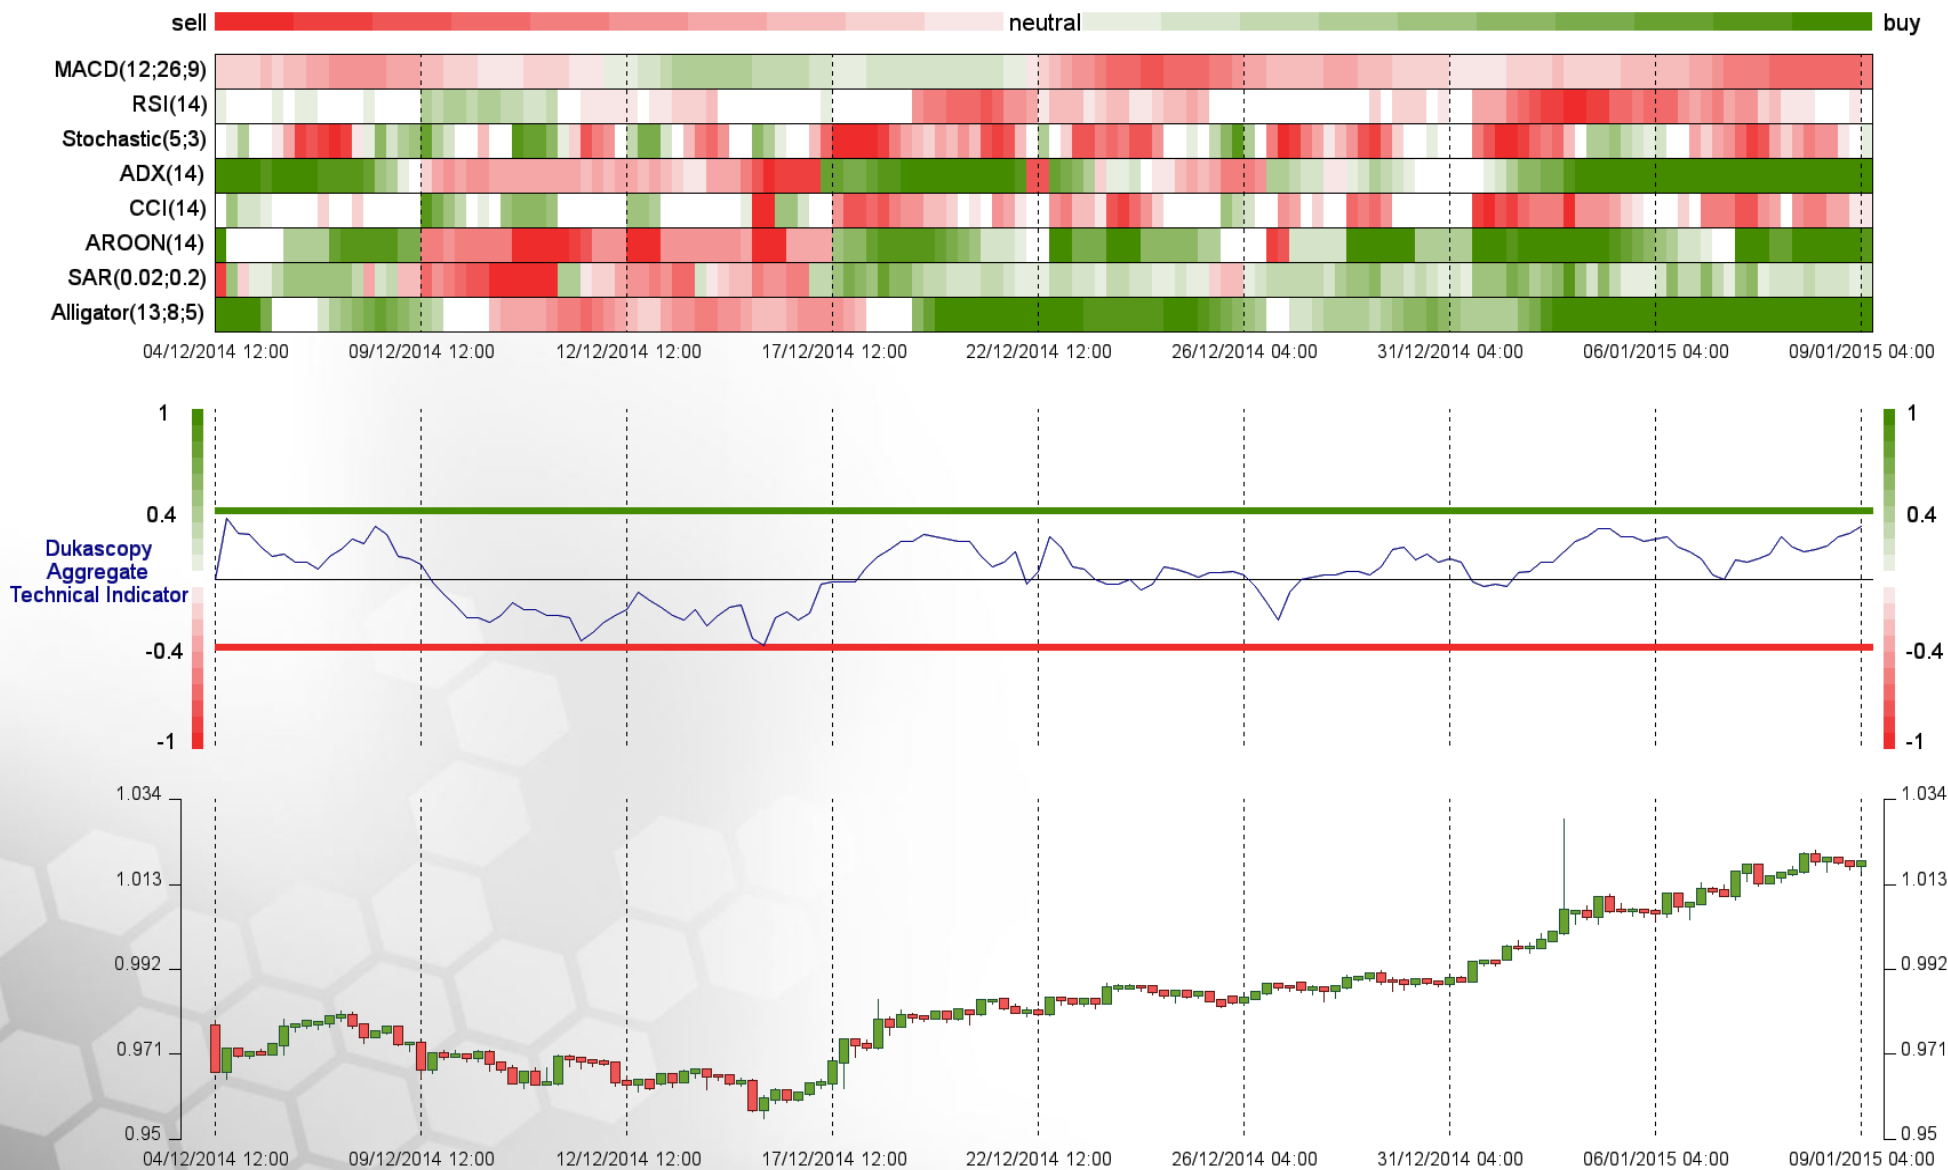 sell neutral buy
MACD(12;26;9)
RSI(14)
Stochastic(5;3)
ADX(14)
CCI(14)
AROON(14)
SAR(0.02;0.2)
Alligator(13;8;5)
04/12/2014 12:00 09/12/2014 12:00 12/12/2014 12:00 17/12/2014 12:00 22/12/2014 12:00 26/12/2014 04:00 31/12/2014 04:00 06/01/2015 04:00 09/01/2015 04:00
1 1
0.4 0.4
Dukascopy
Aggregate
Technical Indicator
-0.4 -0.4
-1 -1
1.034 1.034
1.013 1.013
0.992 0.992
0.971 0.971
0.95 0.95
04/12/2014 12:00 09/12/2014 12:00 12/12/2014 12:00 17/12/2014 12:00 22/12/2014 12:00 26/12/2014 04:00 31/12/2014 04:00 06/01/2015 04:00 09/01/2015 04:00